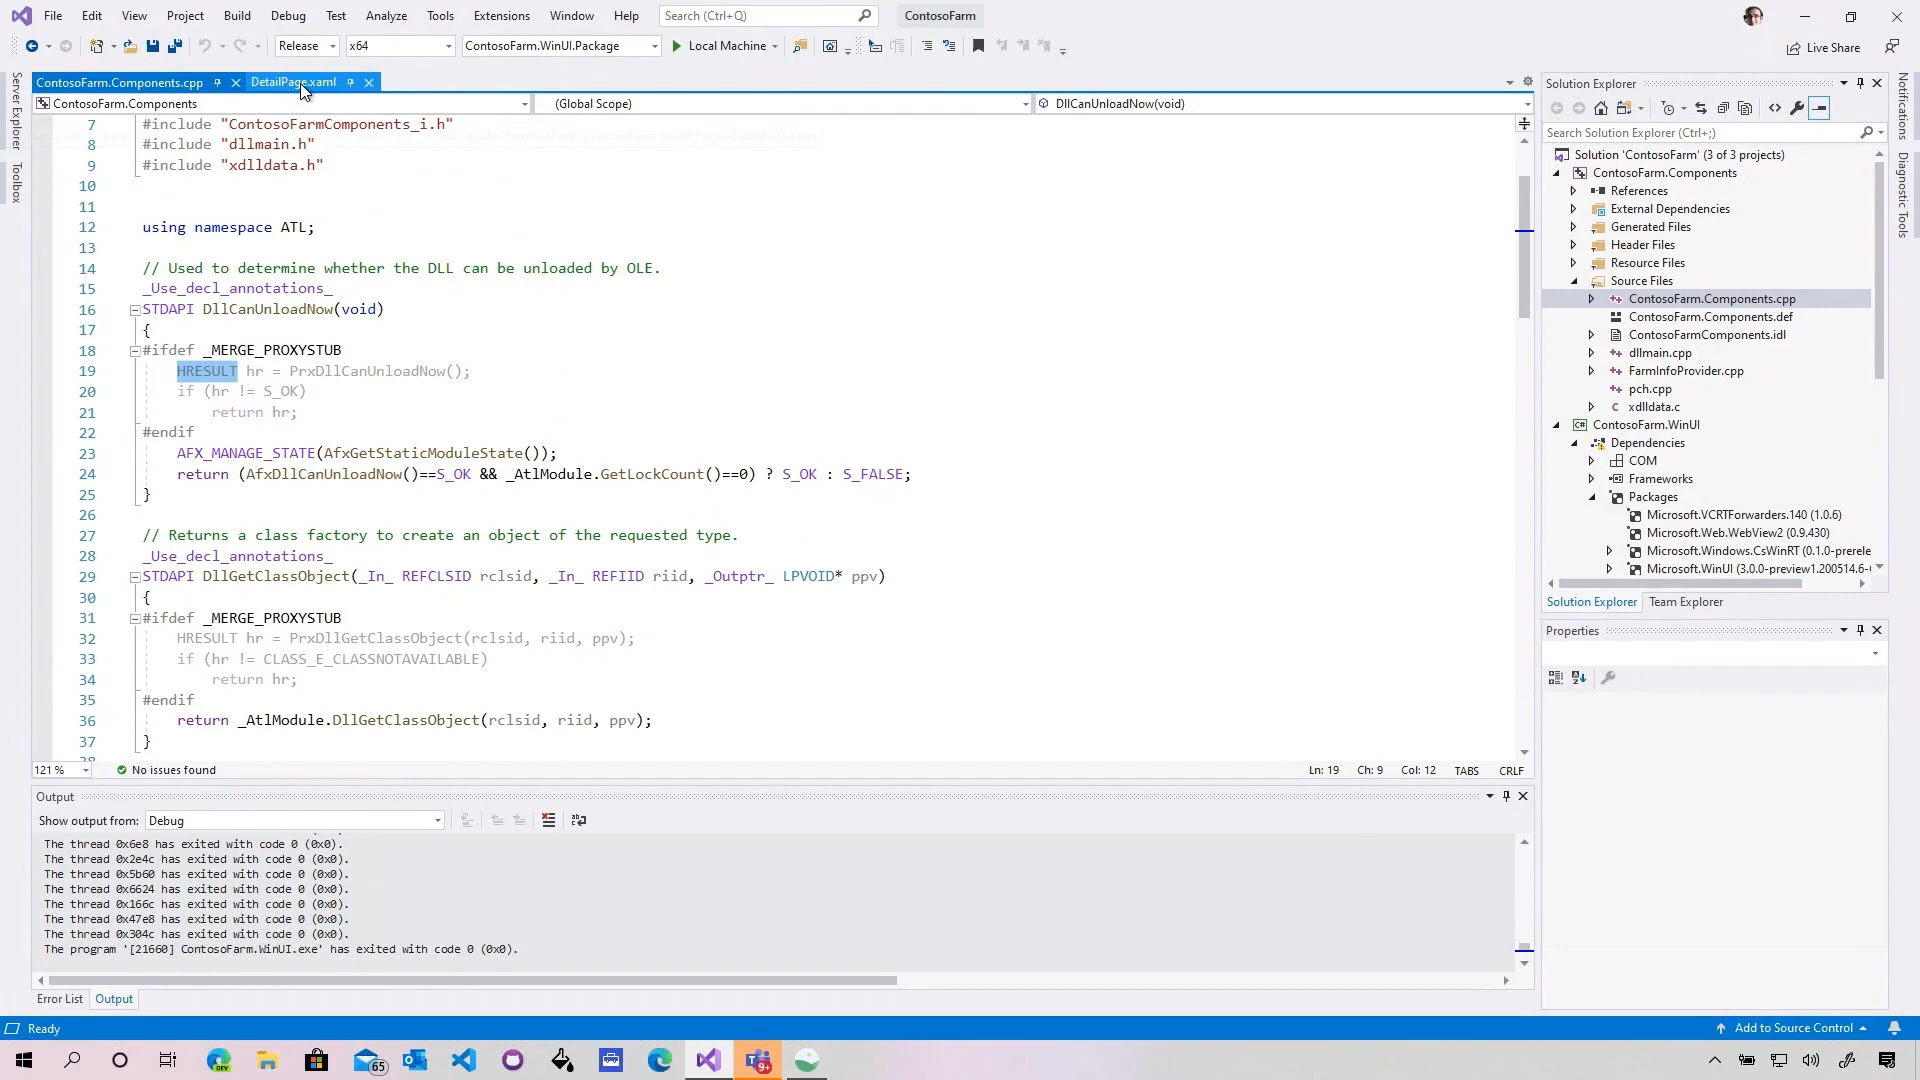 File Edit View Project Build Debug Test Analyze Tools Extensions Window Help Search (Ctrl+Q) ContosoFarm
Release x64 ContosoFarm.WinUI.Package Local Machine Live Share
ContosoFarm.Components.cpp DetailPage.xaml
ContosoFarm.Components (Global Scope) DllCanUnloadNow(void)
7 #include "ContosoFarmComponents_i.h"
8 #include "dllmain.h"
9 #include "xdlldata.h"
10
11
12 using namespace ATL;
13
14 // Used to determine whether the DLL can be unloaded by OLE.
15 _Use_decl_annotations_
16 STDAPI DllCanUnloadNow(void)
17 {
18 #ifdef _MERGE_PROXYSTUB
19 HRESULT hr = PrxDllCanUnloadNow();
20 if (hr != S_OK)
21 return hr;
22 #endif
23 AFX_MANAGE_STATE(AfxGetStaticModuleState());
24 return (AfxDllCanUnloadNow()==S_OK && _AtlModule.GetLockCount()==0) ? S_OK : S_FALSE;
25 }
26
27 // Returns a class factory to create an object of the requested type.
28 _Use_decl_annotations_
29 STDAPI DllGetClassObject(_In_ REFCLSID rclsid, _In_ REFIID riid, _Outptr_ LPVOID* ppv)
30 {
31 #ifdef _MERGE_PROXYSTUB
32 HRESULT hr = PrxDllGetClassObject(rclsid, riid, ppv);
33 if (hr != CLASS_E_CLASSNOTAVAILABLE)
34 return hr;
35 #endif
36 return _AtlModule.DllGetClassObject(rclsid, riid, ppv);
37 }
121 % No issues found Ln: 19 Ch: 9 Col: 12 TABS CRLF
Output
Show output from: Debug
The thread 0x6e8 has exited with code 0 (0x0).
The thread 0x2e4c has exited with code 0 (0x0).
The thread 0x5b60 has exited with code 0 (0x0).
The thread 0x6624 has exited with code 0 (0x0).
The thread 0x166c has exited with code 0 (0x0).
The thread 0x47e8 has exited with code 0 (0x0).
The thread 0x304c has exited with code 0 (0x0).
The program '[21660] ContosoFarm.WinUI.exe' has exited with code 0 (0x0).
Error List Output
Server Explorer
Toolbox
Solution Explorer
Search Solution Explorer (Ctrl+;)
Solution 'ContosoFarm' (3 of 3 projects)
ContosoFarm.Components
References
External Dependencies
Generated Files
Header Files
Resource Files
Source Files
ContosoFarm.Components.cpp
ContosoFarm.Components.def
ContosoFarmComponents.idl
dllmain.cpp
FarmInfoProvider.cpp
pch.cpp
xdlldata.c
ContosoFarm.WinUI
Dependencies
COM
Frameworks
Packages
Microsoft.VCRTForwarders.140 (1.0.6)
Microsoft.Web.WebView2 (0.9.430)
Microsoft.Windows.CsWinRT (0.1.0-prerele
Microsoft.WinUI (3.0.0-preview1.200514.6-
Solution Explorer Team Explorer
Properties
Notifications
Diagnostic Tools
Ready Add to Source Control
DEV 65 9+